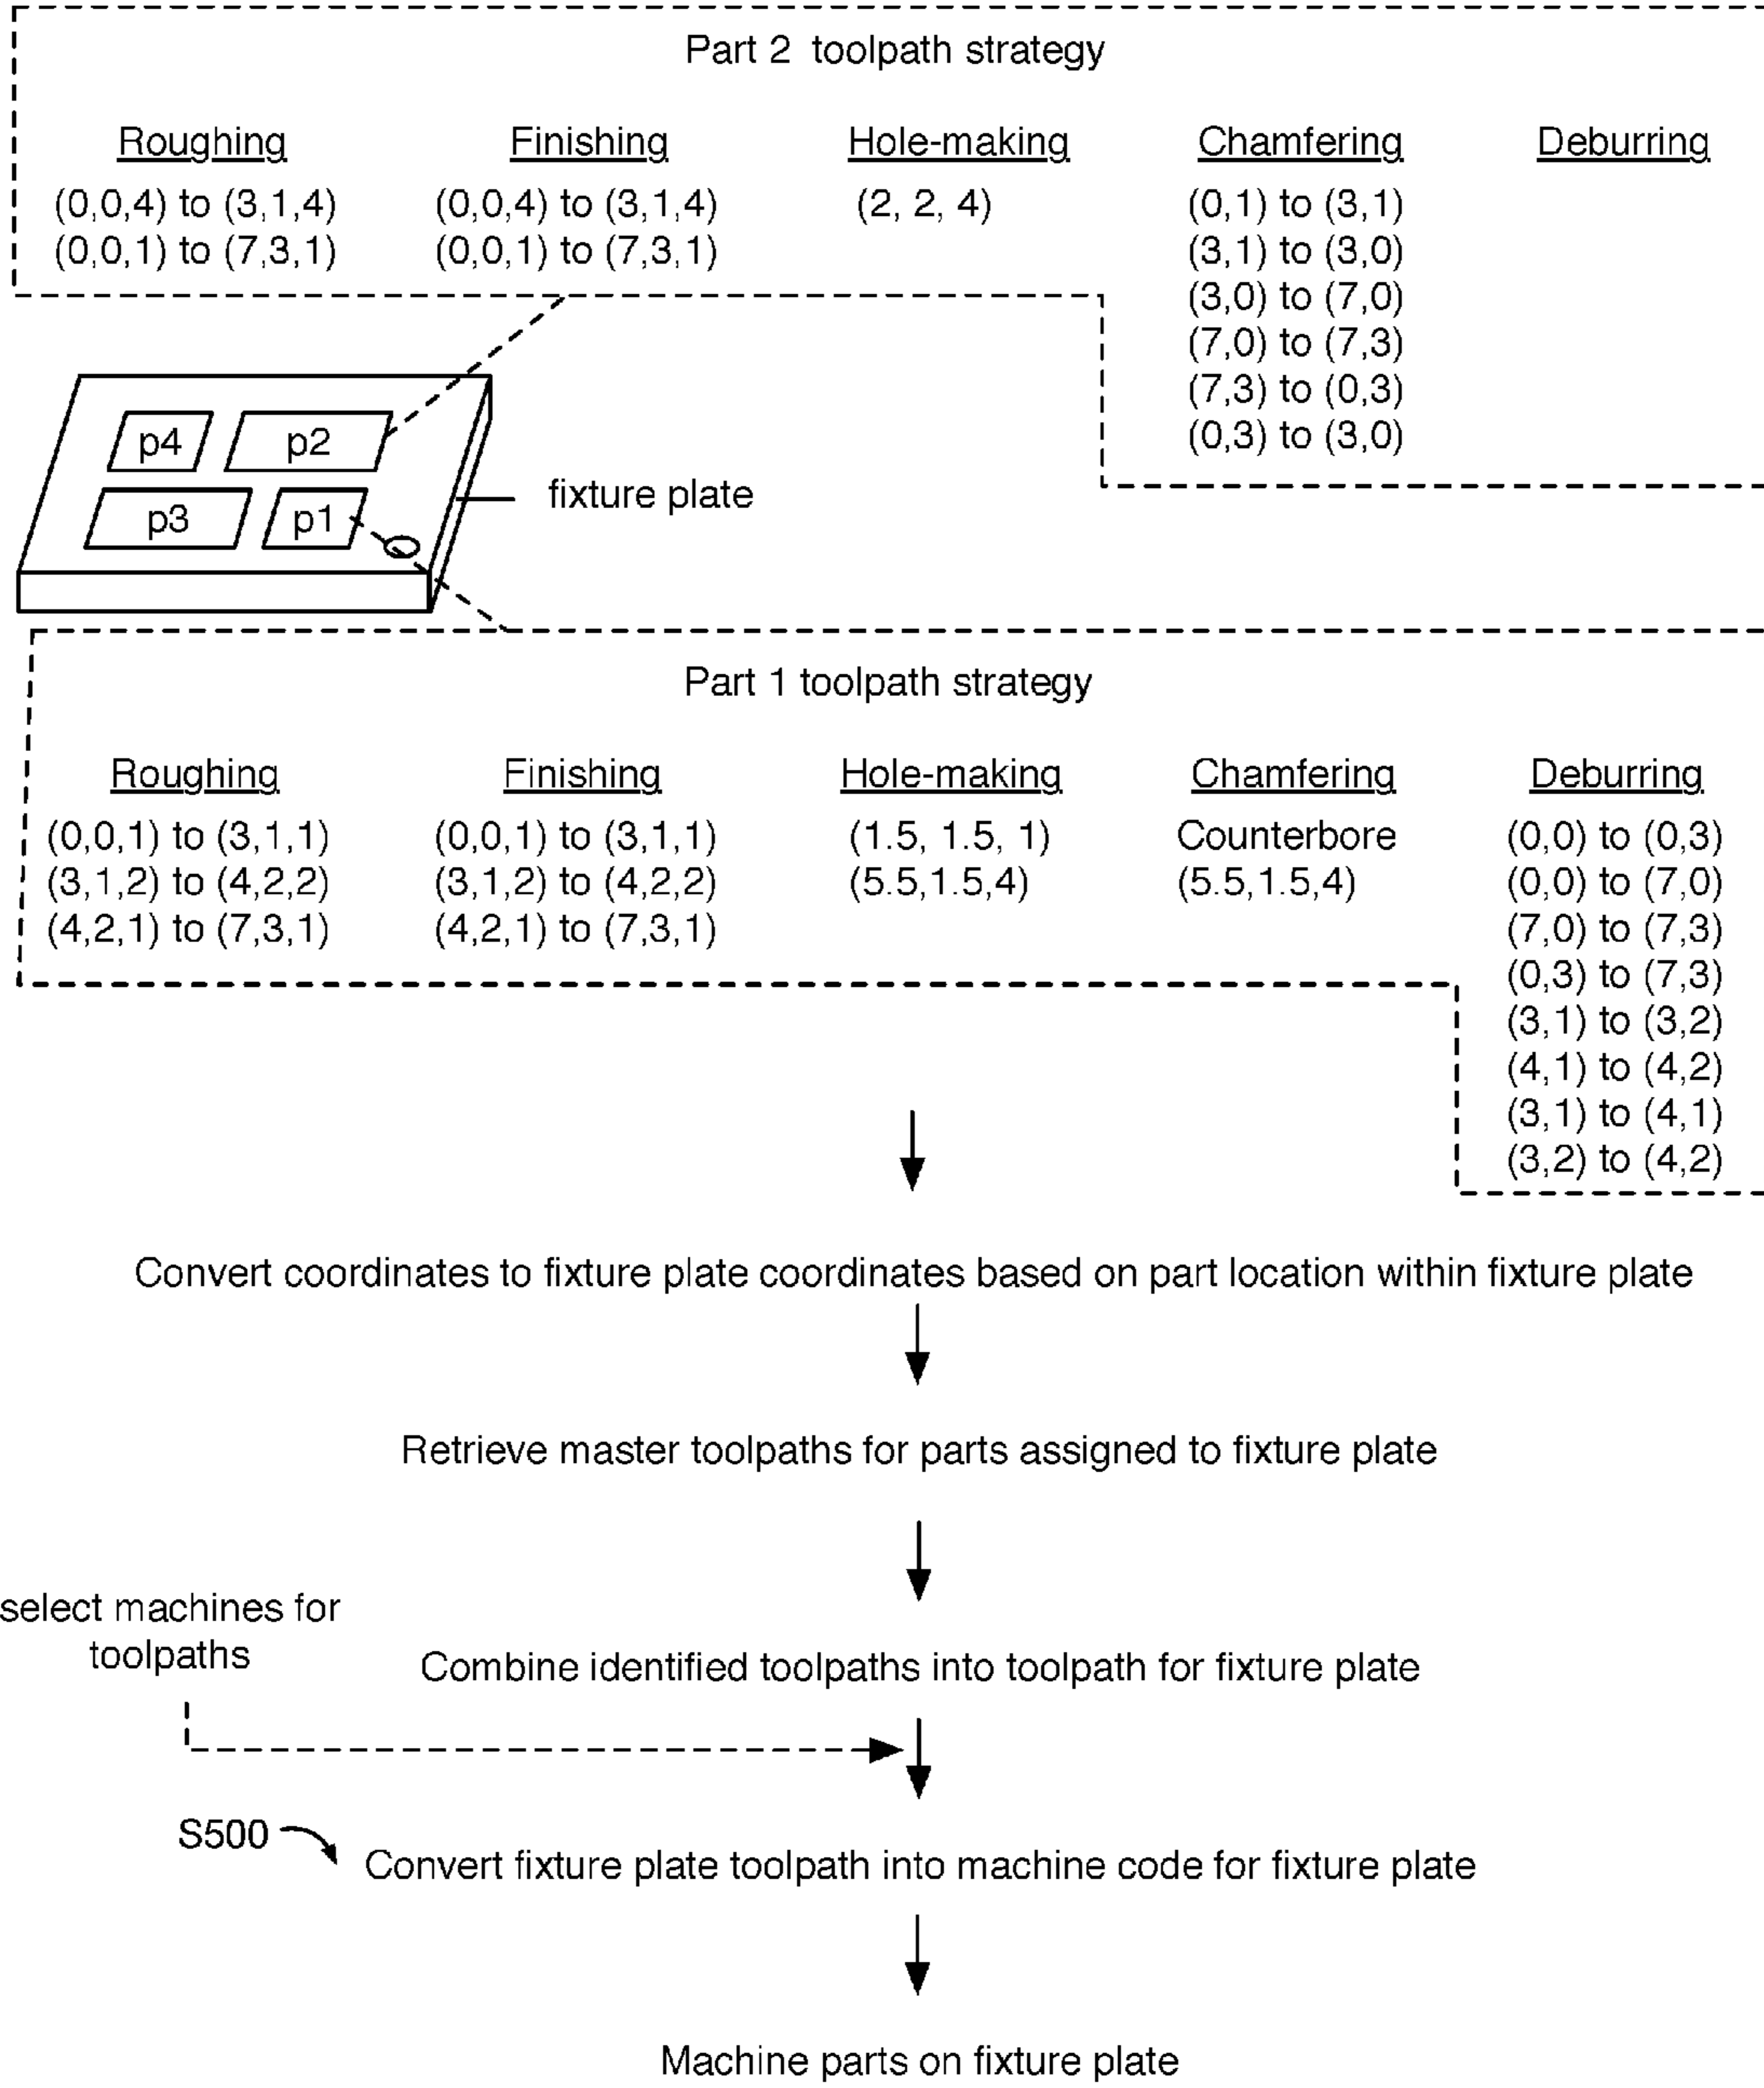 Part 2 toolpath strategy
Roughing Finishing Hole-making Chamfering Deburring
(0,0,4) to (3,1,4) (0,0,4) to (3,1,4) (2, 2, 4) (0,1) to (3,1)
(0,0,1) to (7,3,1) (0,0,1) to (7,3,1) (3,1) to (3,0)
(3,0) to (7,0)
(7,0) to (7,3)
(7,3) to (0,3)
(0,3) to (3,0)
p4 p2
fixture plate
p3 p1
Part 1 toolpath strategy
Roughing Finishing Hole-making Chamfering Deburring
(0,0,1) to (3,1,1) (0,0,1) to (3,1,1) (1.5, 1.5, 1) Counterbore (0,0) to (0,3)
(3,1,2) to (4,2,2) (3,1,2) to (4,2,2) (5.5,1.5,4) (5.5,1.5,4) (0,0) to (7,0)
(4,2,1) to (7,3,1) (4,2,1) to (7,3,1) (7,0) to (7,3)
(0,3) to (7,3)
(3,1) to (3,2)
(4,1) to (4,2)
(3,1) to (4,1)
(3,2) to (4,2)
Convert coordinates to fixture plate coordinates based on part location within fixture plate
Retrieve master toolpaths for parts assigned to fixture plate
select machines for
toolpaths
Combine identified toolpaths into toolpath for fixture plate
S500
Convert fixture plate toolpath into machine code for fixture plate
Machine parts on fixture plate